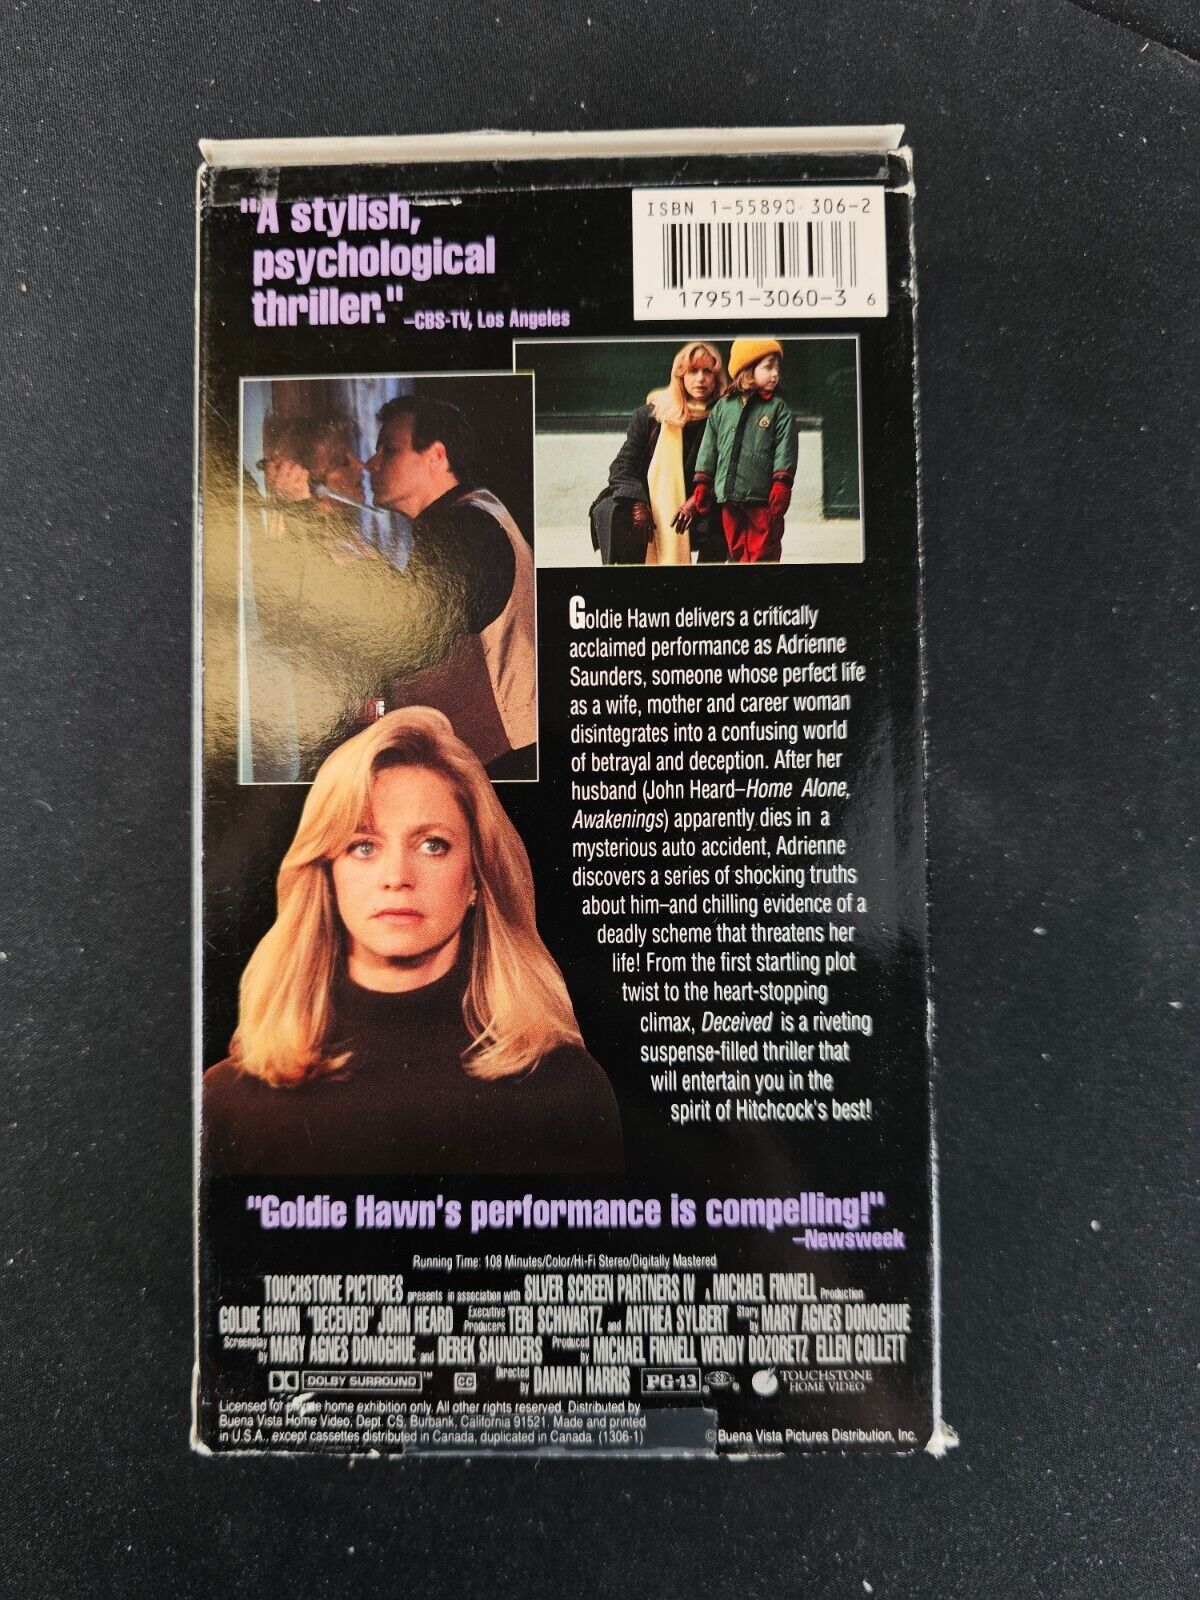 "A stylish,
psychological
thriller."
–CBS-TV, Los Angeles
ISBN 1-55890-306-2
7 17951-3060-3 6
Goldie Hawn delivers a critically
acclaimed performance as Adrienne
Saunders, someone whose perfect life
as a wife, mother and career woman
disintegrates into a confusing world
of betrayal and deception. After her
husband (John Heard–Home Alone,
Awakenings) apparently dies in a
mysterious auto accident, Adrienne
discovers a series of shocking truths
about him–and chilling evidence of a
deadly scheme that threatens her
life! From the first startling plot
twist to the heart-stopping
climax, Deceived is a riveting
suspense-filled thriller that
will entertain you in the
spirit of Hitchcock's best!
"Goldie Hawn's performance is compelling!"
–Newsweek
Running Time: 108 Minutes/Color/Hi-Fi Stereo/Digitally Mastered
TOUCHSTONE PICTURES presents in association with SILVER SCREEN PARTNERS IV A MICHAEL FINNELL Production
GOLDIE HAWN "DECEIVED" JOHN HEARD Executive Producers TERI SCHWARTZ and ANTHEA SYLBERT Story by MARY AGNES DONOGHUE
Screenplay by MARY AGNES DONOGHUE and DEREK SAUNDERS Produced by MICHAEL FINNELL WENDY DOZORETZ ELLEN COLLETT
DOLBY SURROUND™ CC Directed by DAMIAN HARRIS PG-13 ® TOUCHSTONE
HOME VIDEO
Licensed for private home exhibition only. All other rights reserved. Distributed by
Buena Vista Home Video, Dept. CS, Burbank, California 91521. Made and printed
in U.S.A., except cassettes distributed in Canada, duplicated in Canada. (1306-1)
©Buena Vista Pictures Distribution, Inc.